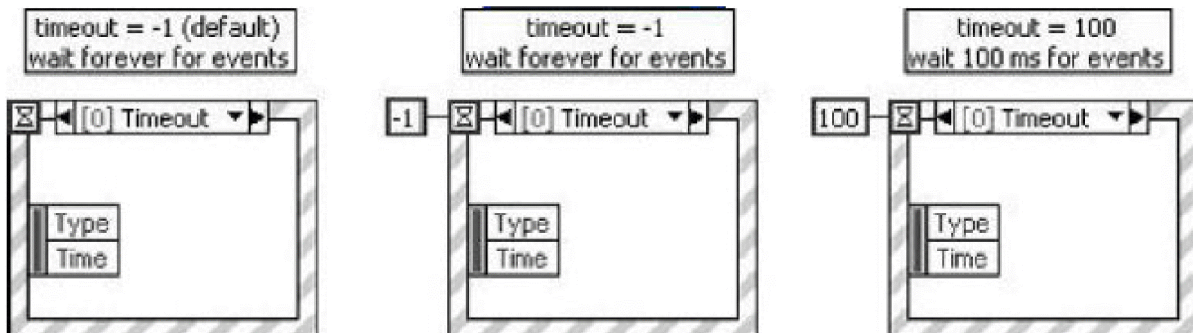 timeout = -1 (default)
wait forever for events
[0] Timeout
Type
Time
timeout = -1
wait forever for events
-1
[0] Timeout
Type
Time
timeout = 100
wait 100 ms for events
100
[0] Timeout
Type
Time